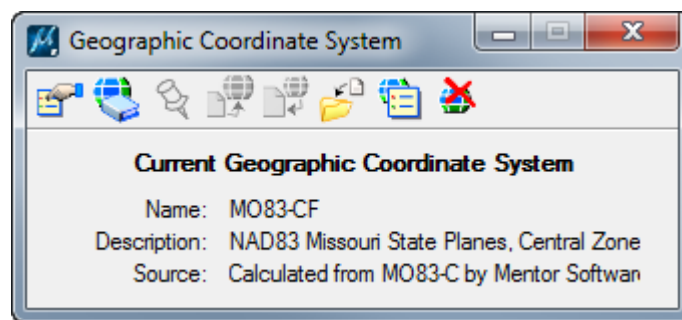 Geographic Coordinate System
Current Geographic Coordinate System
Name: MO83-CF
Description: NAD83 Missouri State Planes, Central Zone
Source: Calculated from MO83-C by Mentor Softwar